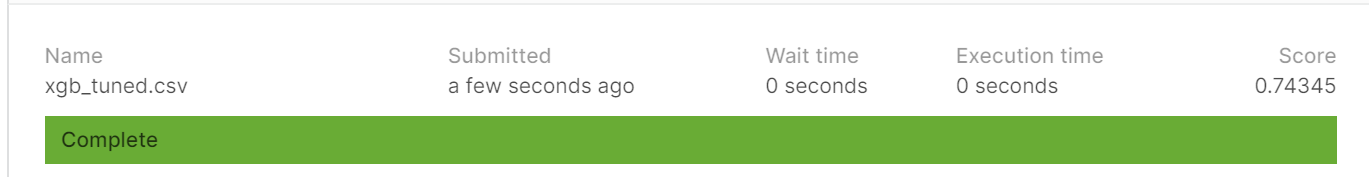 Name Submitted Wait time Execution time Score
xgb_tuned.csv a few seconds ago 0 seconds 0 seconds 0.74345
Complete